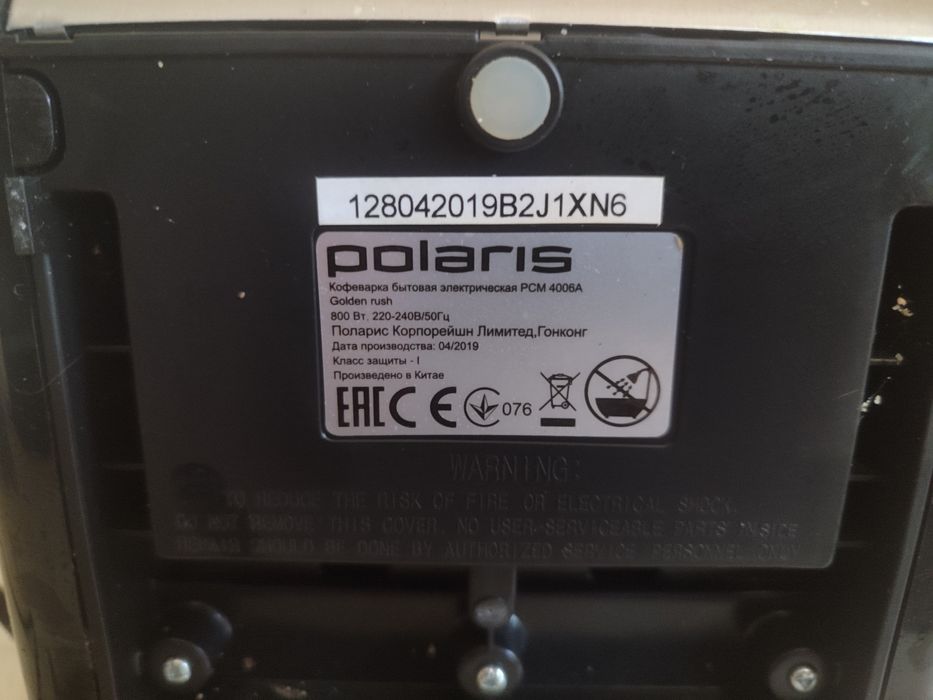 128042019B2J1XN6
polaris
Кофеварка бытовая электрическая PCM 4006A
Golden rush
800 Вт, 220-240В/50Гц
Поларис Корпорейшн Лимитед,Гонконг
Дата производства: 04/2019
Класс защиты - I
Произведено в Китае
EAC CE 076
WARNING:
TO REDUCE THE RISK OF FIRE OR ELECTRICAL SHOCK,
DO NOT REMOVE THIS COVER. NO USER-SERVICEABLE PARTS INSIDE
REPAIR SHOULD BE DONE BY AUTHORIZED SERVICE PERSONNEL ONLY